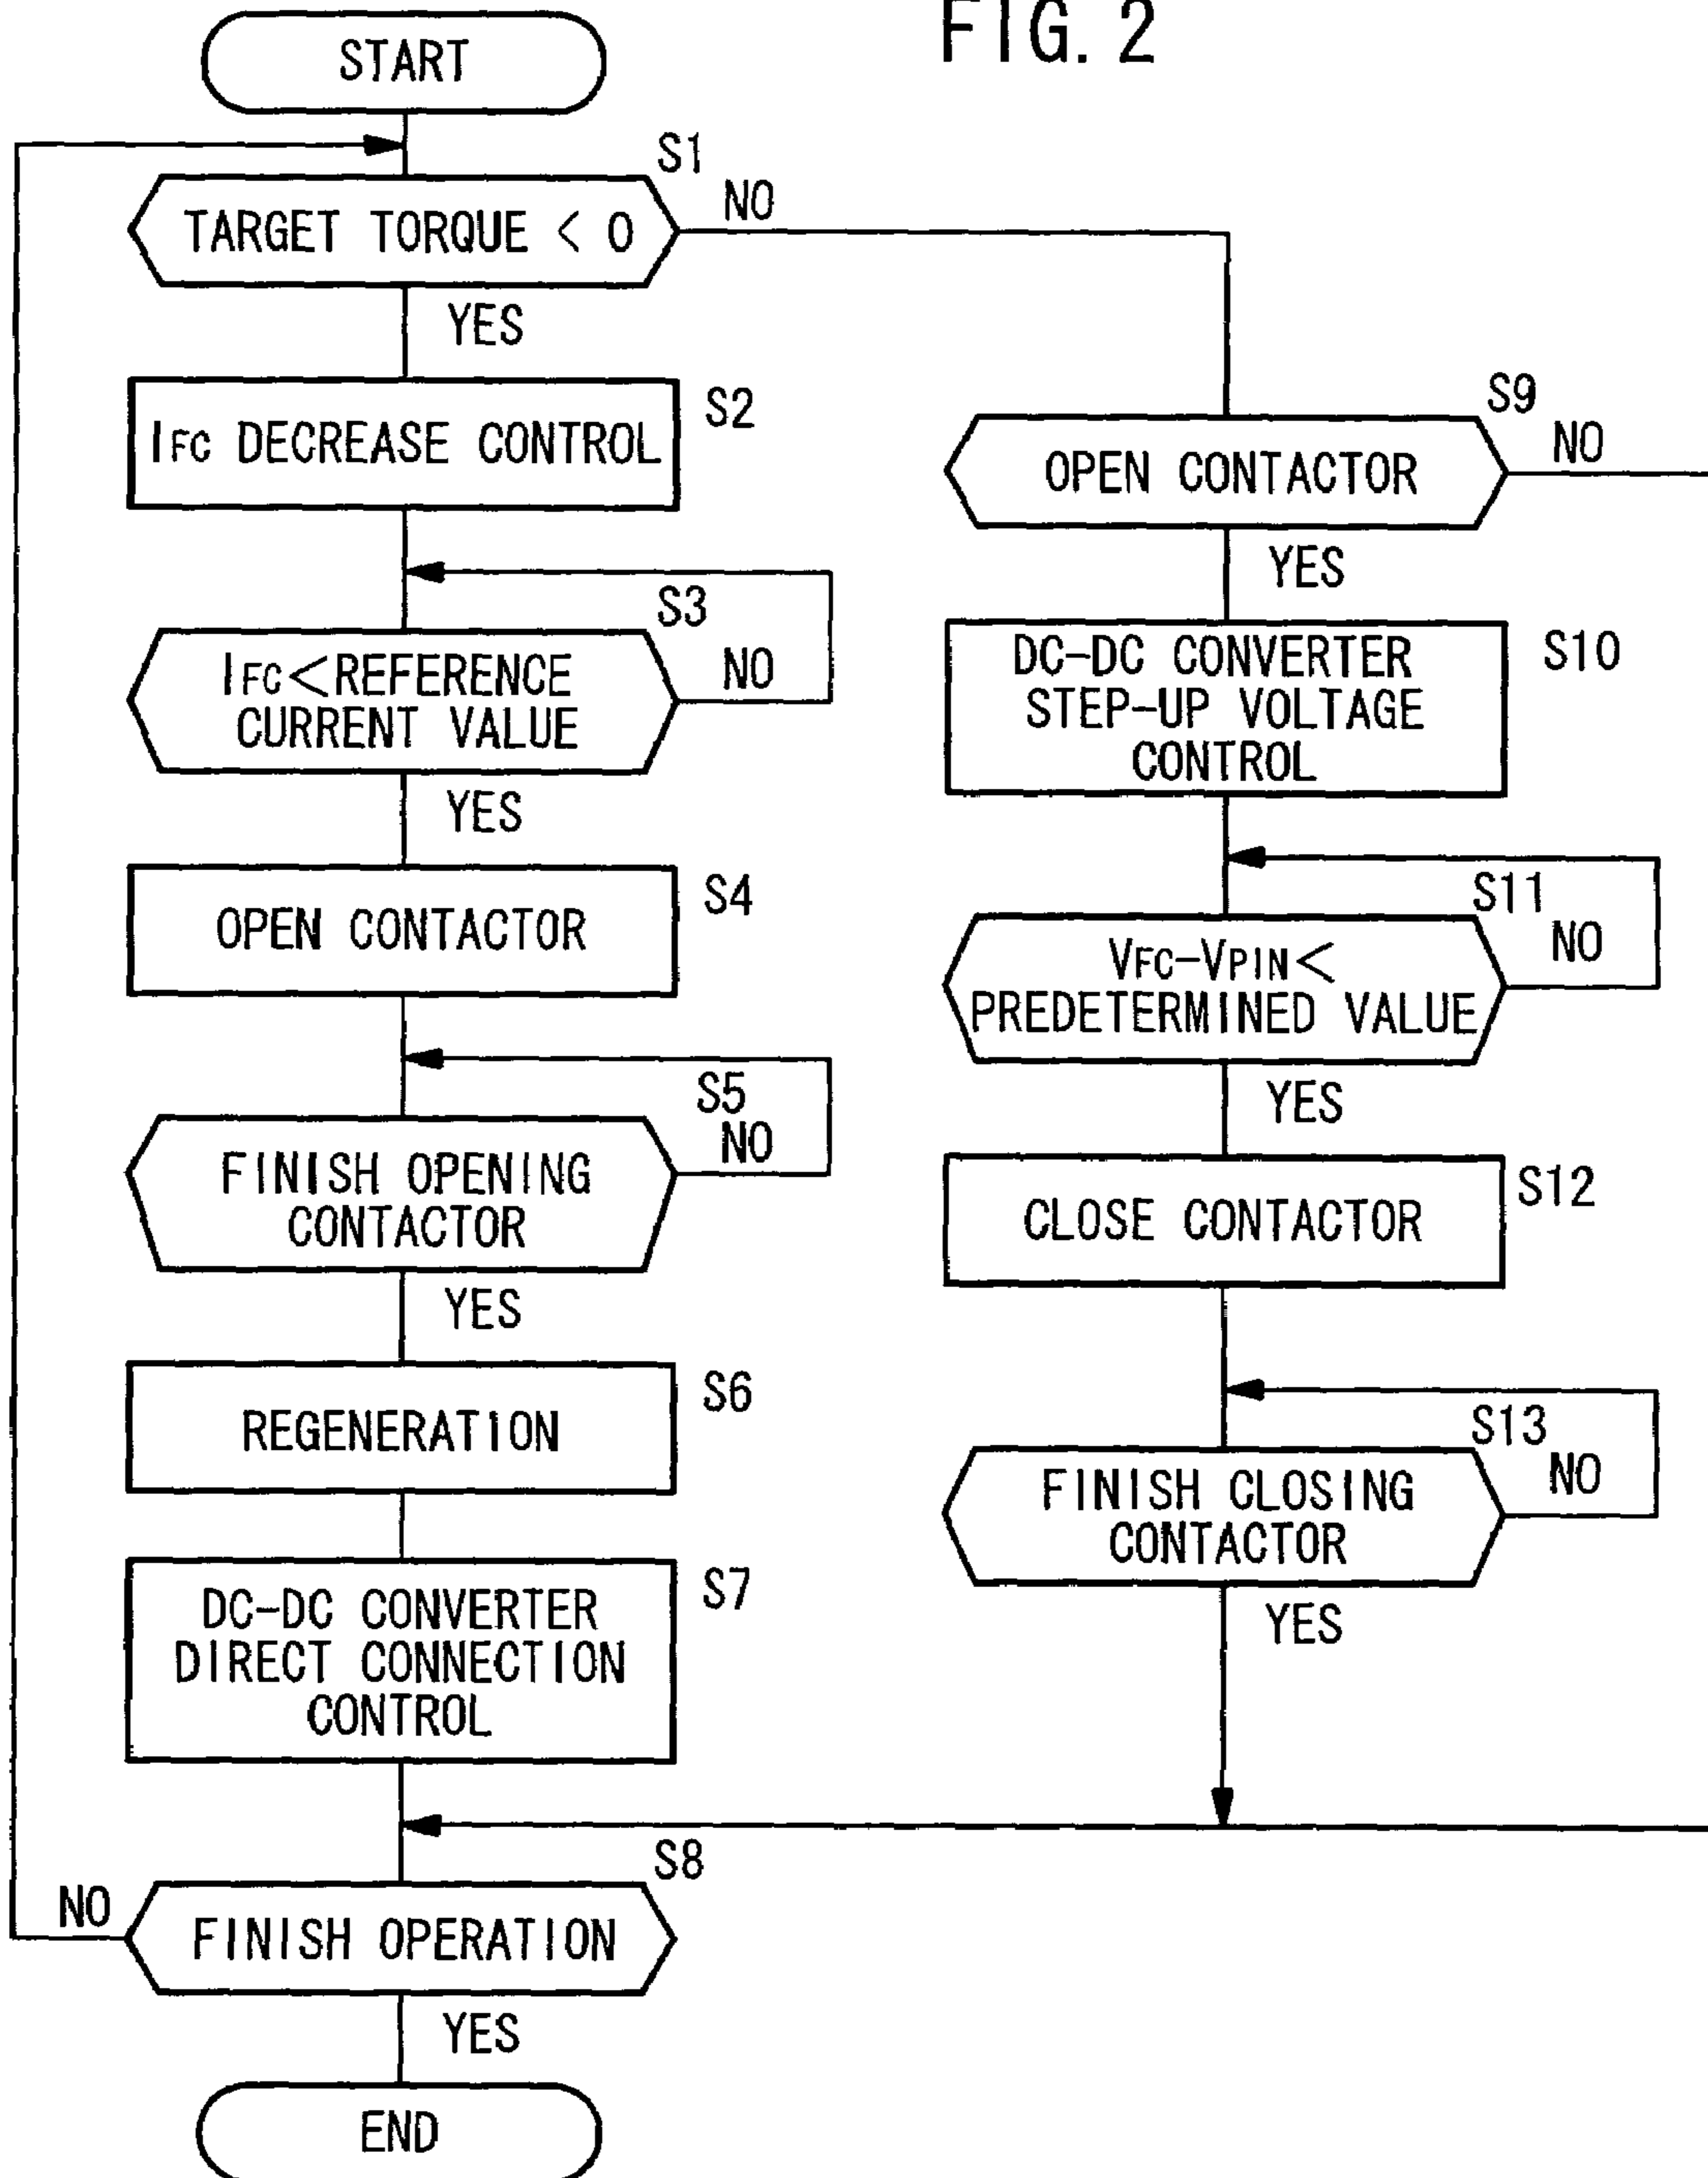 FIG. 2
START
S1
TARGET TORQUE < 0
NO
YES
S2
IFC DECREASE CONTROL
S3
IFC<REFERENCE
CURRENT VALUE
NO
YES
S4
OPEN CONTACTOR
S5
NO
FINISH OPENING
CONTACTOR
YES
S6
REGENERATION
S7
DC-DC CONVERTER
DIRECT CONNECTION
CONTROL
S8
NO
FINISH OPERATION
YES
END
S9
OPEN CONTACTOR
NO
YES
S10
DC-DC CONVERTER
STEP-UP VOLTAGE
CONTROL
S11
NO
VFC-VPIN<
PREDETERMINED VALUE
YES
S12
CLOSE CONTACTOR
S13
NO
FINISH CLOSING
CONTACTOR
YES